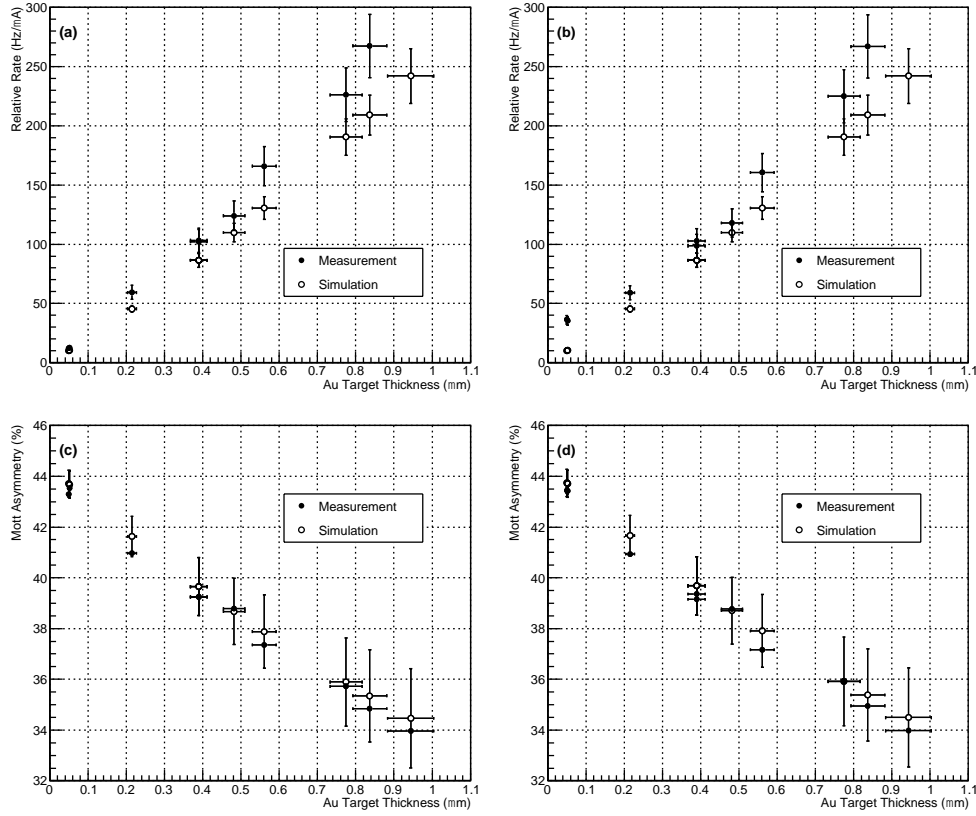 Relative Rate (Hz/mA)
300
250
200
150
100
50
0
(a)
Measurement
Simulation
0 0.1 0.2 0.3 0.4 0.5 0.6 0.7 0.8 0.9 1 1.1
Au Target Thickness (mm)
Relative Rate (Hz/mA)
300
250
200
150
100
50
0
(b)
Measurement
Simulation
0 0.1 0.2 0.3 0.4 0.5 0.6 0.7 0.8 0.9 1 1.1
Au Target Thickness (mm)
Mott Asymmetry (%)
46
44
42
40
38
36
34
32
(c)
Measurement
Simulation
0 0.1 0.2 0.3 0.4 0.5 0.6 0.7 0.8 0.9 1 1.1
Au Target Thickness (mm)
Mott Asymmetry (%)
46
44
42
40
38
36
34
32
(d)
Measurement
Simulation
0 0.1 0.2 0.3 0.4 0.5 0.6 0.7 0.8 0.9 1 1.1
Au Target Thickness (mm)